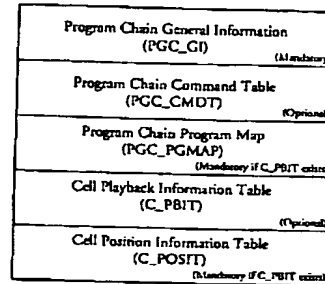 Program Chain General Information
(PGC_GI)
(Mandatory
Program Chain Command Table
(PGC_CMDT)
(Optional
Program Chain Program Map
(PGC_PGMAP)
(Mandatory if C_PBIT exists
Cell Playback Information Table
(C_PBIT)
(Optional)
Cell Position Information Table
(C_POSIT)
(Mandatory if C_PBIT exists)